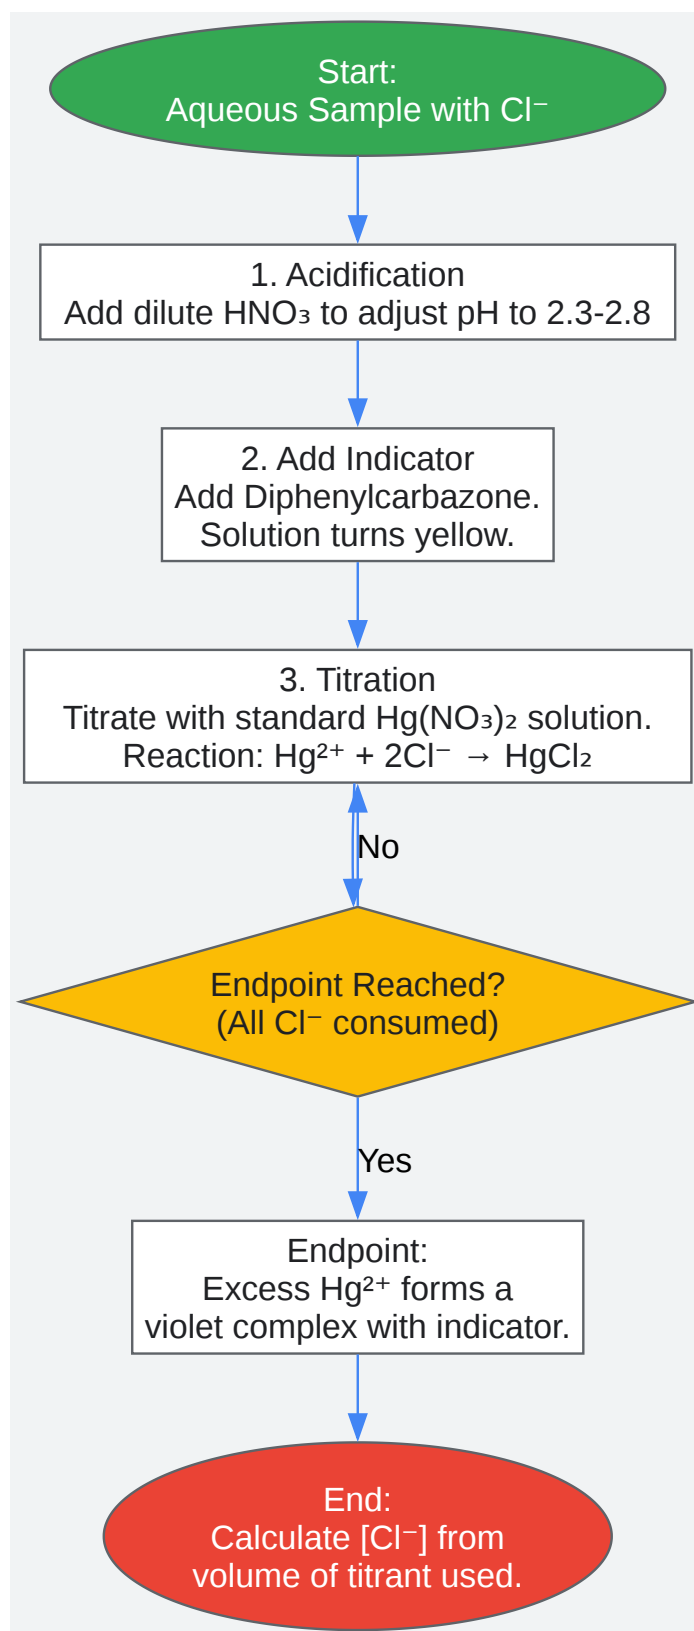 Start:
Aqueous Sample with Cl⁻
1. Acidification
Add dilute HNO₃ to adjust pH to 2.3-2.8
2. Add Indicator
Add Diphenylcarbazone.
Solution turns yellow.
3. Titration
Titrate with standard Hg(NO₃)₂ solution.
Reaction: Hg²⁺ + 2Cl⁻ → HgCl₂
No
Endpoint Reached?
(All Cl⁻ consumed)
Yes
Endpoint:
Excess Hg²⁺ forms a
violet complex with indicator.
End:
Calculate [Cl⁻] from
volume of titrant used.